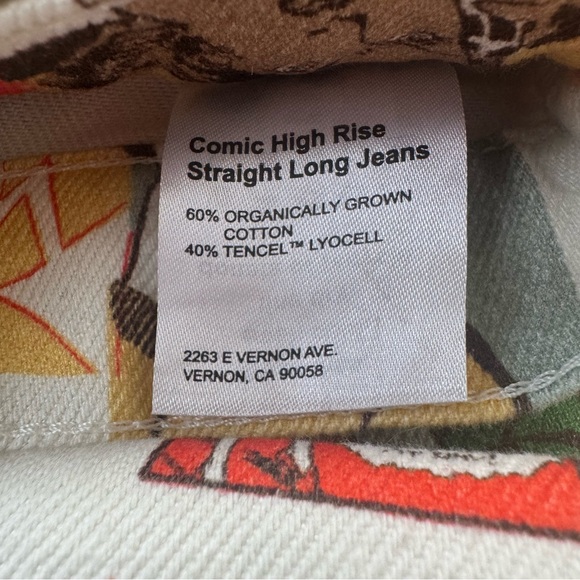 Comic High Rise
Straight Long Jeans
60% ORGANICALLY GROWN
COTTON
40% TENCEL™ LYOCELL
2263 E VERNON AVE.
VERNON, CA 90058